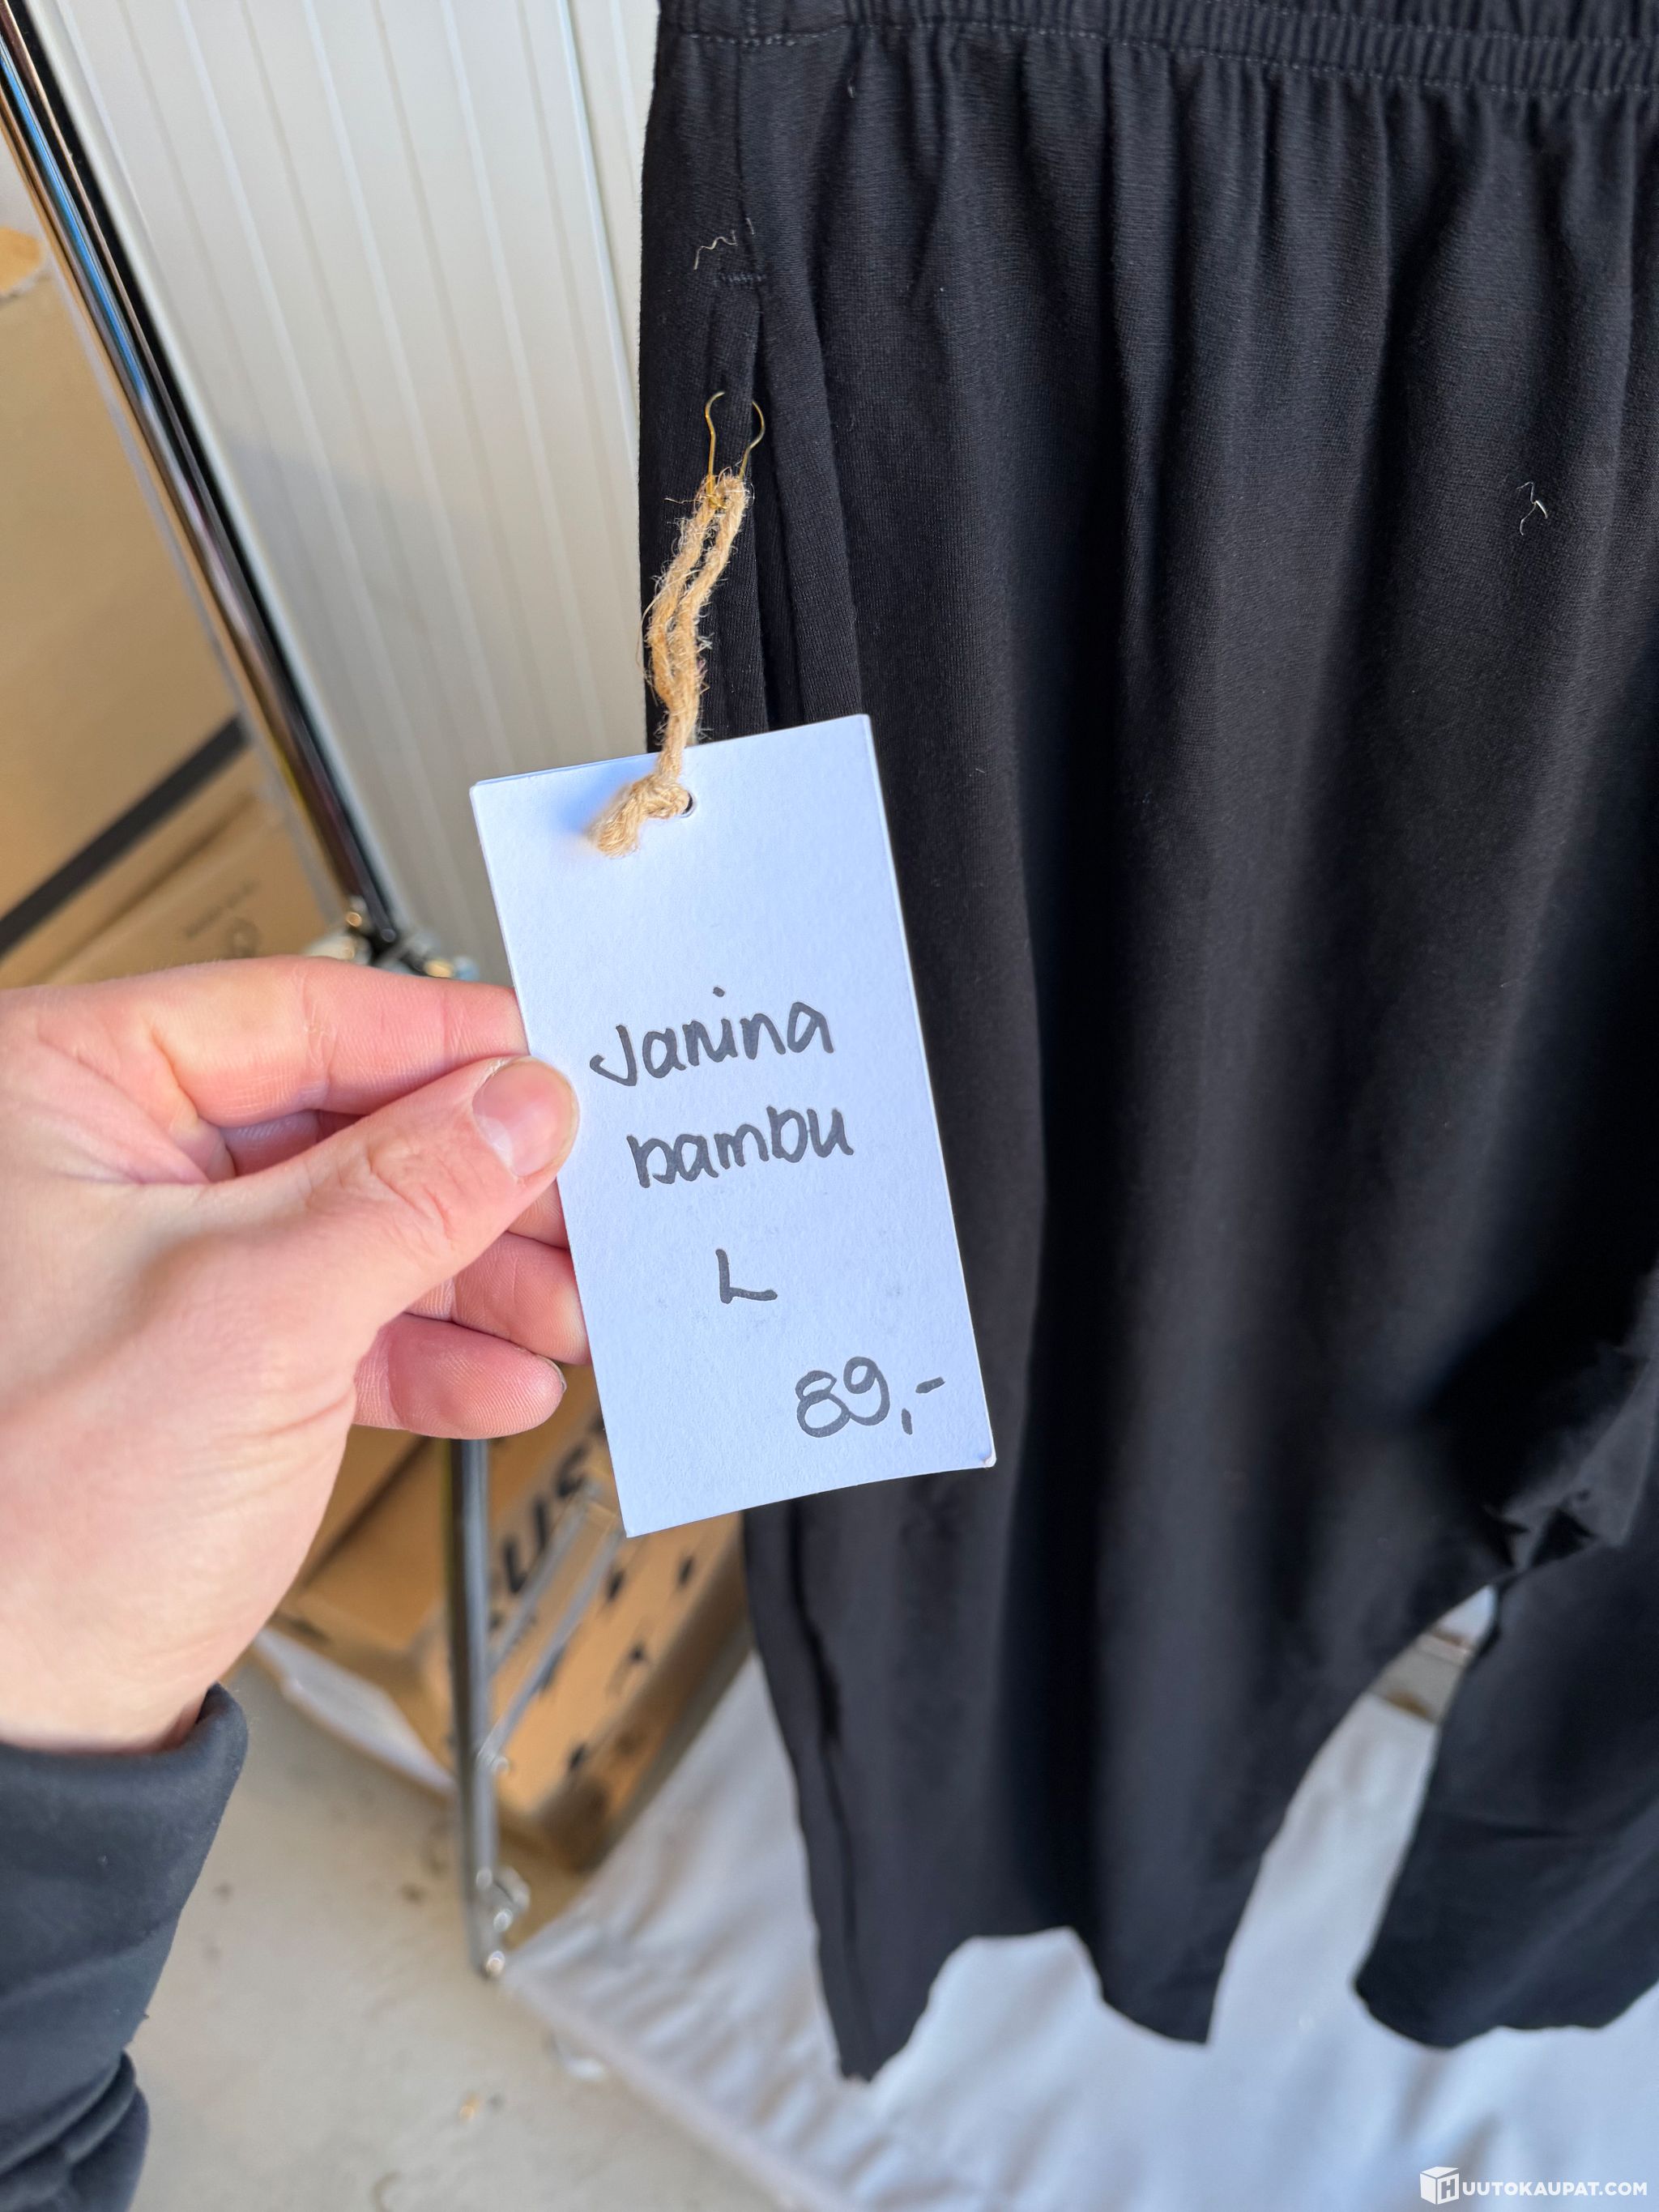 Janina
bambu
L
89,-
HUUTOKAUPAT.COM